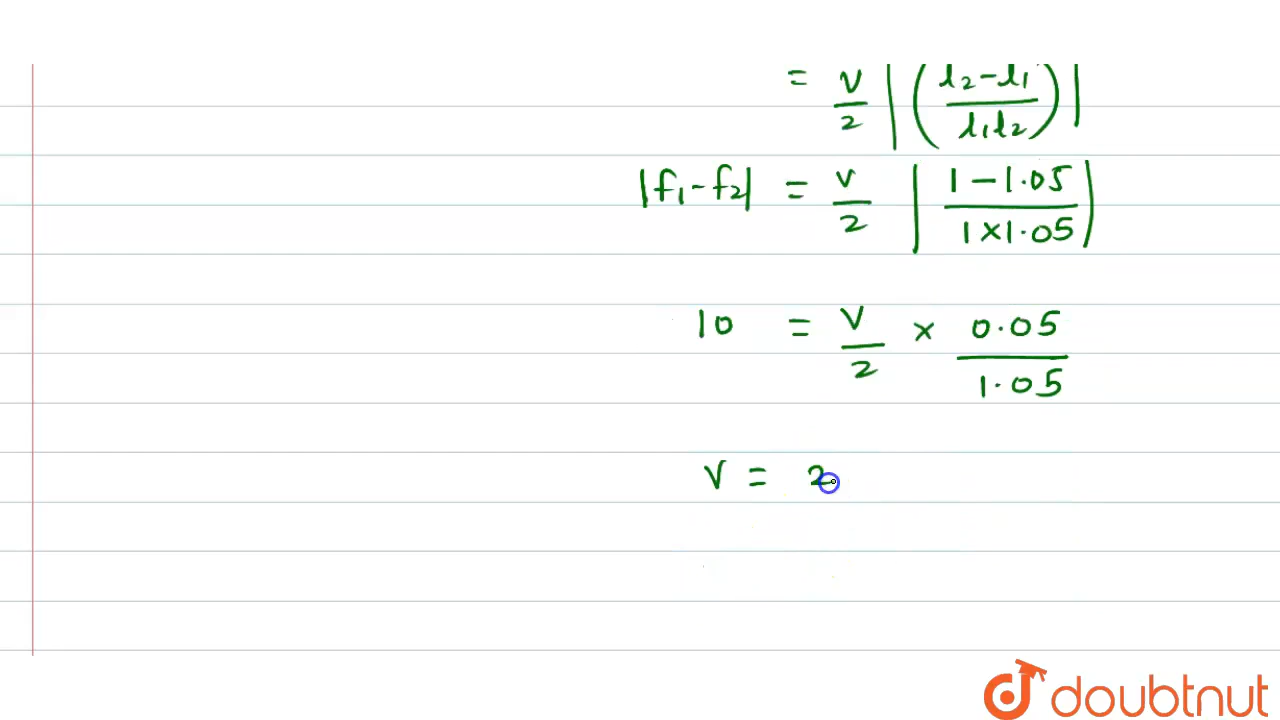 = v/2 |(l2-l1/l1l2)|
|f1-f2| = v/2 |1-1.05/1×1.05|
10 = v/2 × 0.05/1.05
v = 2
doubtnut